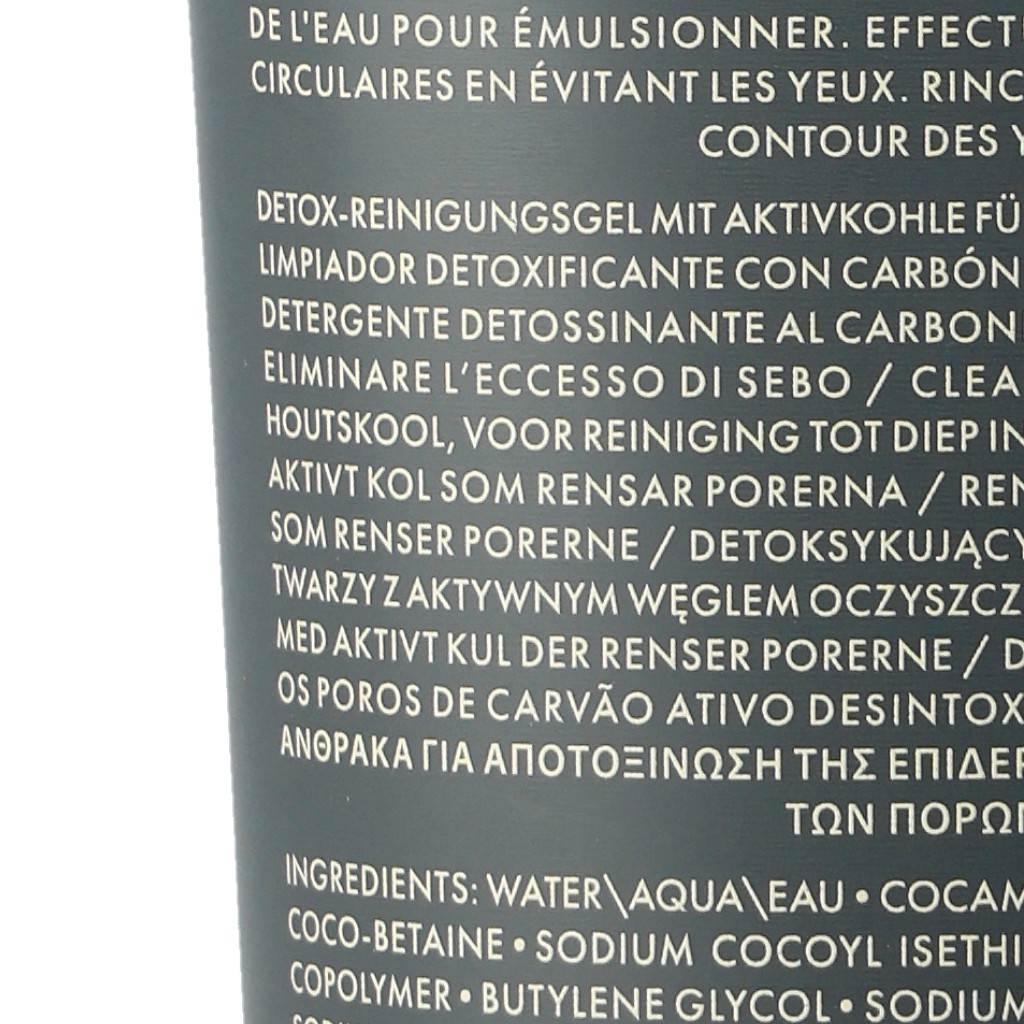 DE L'EAU POUR ÉMULSIONNER. EFFECT
CIRCULAIRES EN ÉVITANT LES YEUX. RINC
CONTOUR DES Y
DETOX-REINIGUNGSGEL MIT AKTIVKOHLE FÜ
LIMPIADOR DETOXIFICANTE CON CARBÓN
DETERGENTE DETOSSINANTE AL CARBON
ELIMINARE L'ECCESSO DI SEBO / CLEA
HOUTSKOOL, VOOR REINIGING TOT DIEP IN
AKTIVT KOL SOM RENSAR PORERNA / REN
SOM RENSER PORERNE / DETOKSYKUJĄCY
TWARZY Z AKTYWNYM WĘGLEM OCZYSZCZ
MED AKTIVT KUL DER RENSER PORERNE / D
OS POROS DE CARVÃO ATIVO DESINTOX
ΑΝΘΡΑΚΑ ΓΙΑ ΑΠΟΤΟΞΙΝΩΣΗ ΤΗΣ ΕΠΙΔΕΡ
ΤΩΝ ΠΟΡΩΝ
INGREDIENTS: WATER\AQUA\EAU • COCAM
COCO-BETAINE • SODIUM COCOYL ISETHI
COPOLYMER • BUTYLENE GLYCOL • SODIUM